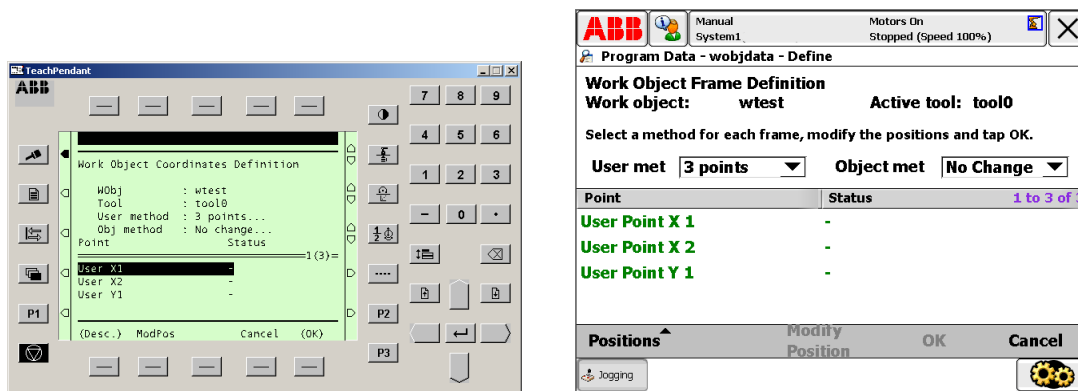 TeachPendant
ABB
7 8 9
4 5 6
1 2 3
- 0 .
Work Object Coordinates Definition
WObj : wtest
Tool : tool0
User method : 3 points...
Obj method : No change...
Point Status
1(3)
User X1 -
User X2 -
User Y1 -
(Desc.) ModPos Cancel (OK)
P1
P2
P3
ABB
Manual
System1
Motors On
Stopped (Speed 100%)
Program Data - wobjdata - Define
Work Object Frame Definition
Work object: wtest Active tool: tool0
Select a method for each frame, modify the positions and tap OK.
User met 3 points Object met No Change
Point Status 1 to 3 of
User Point X 1 -
User Point X 2 -
User Point Y 1 -
Positions Modify Position OK Cancel
Jogging